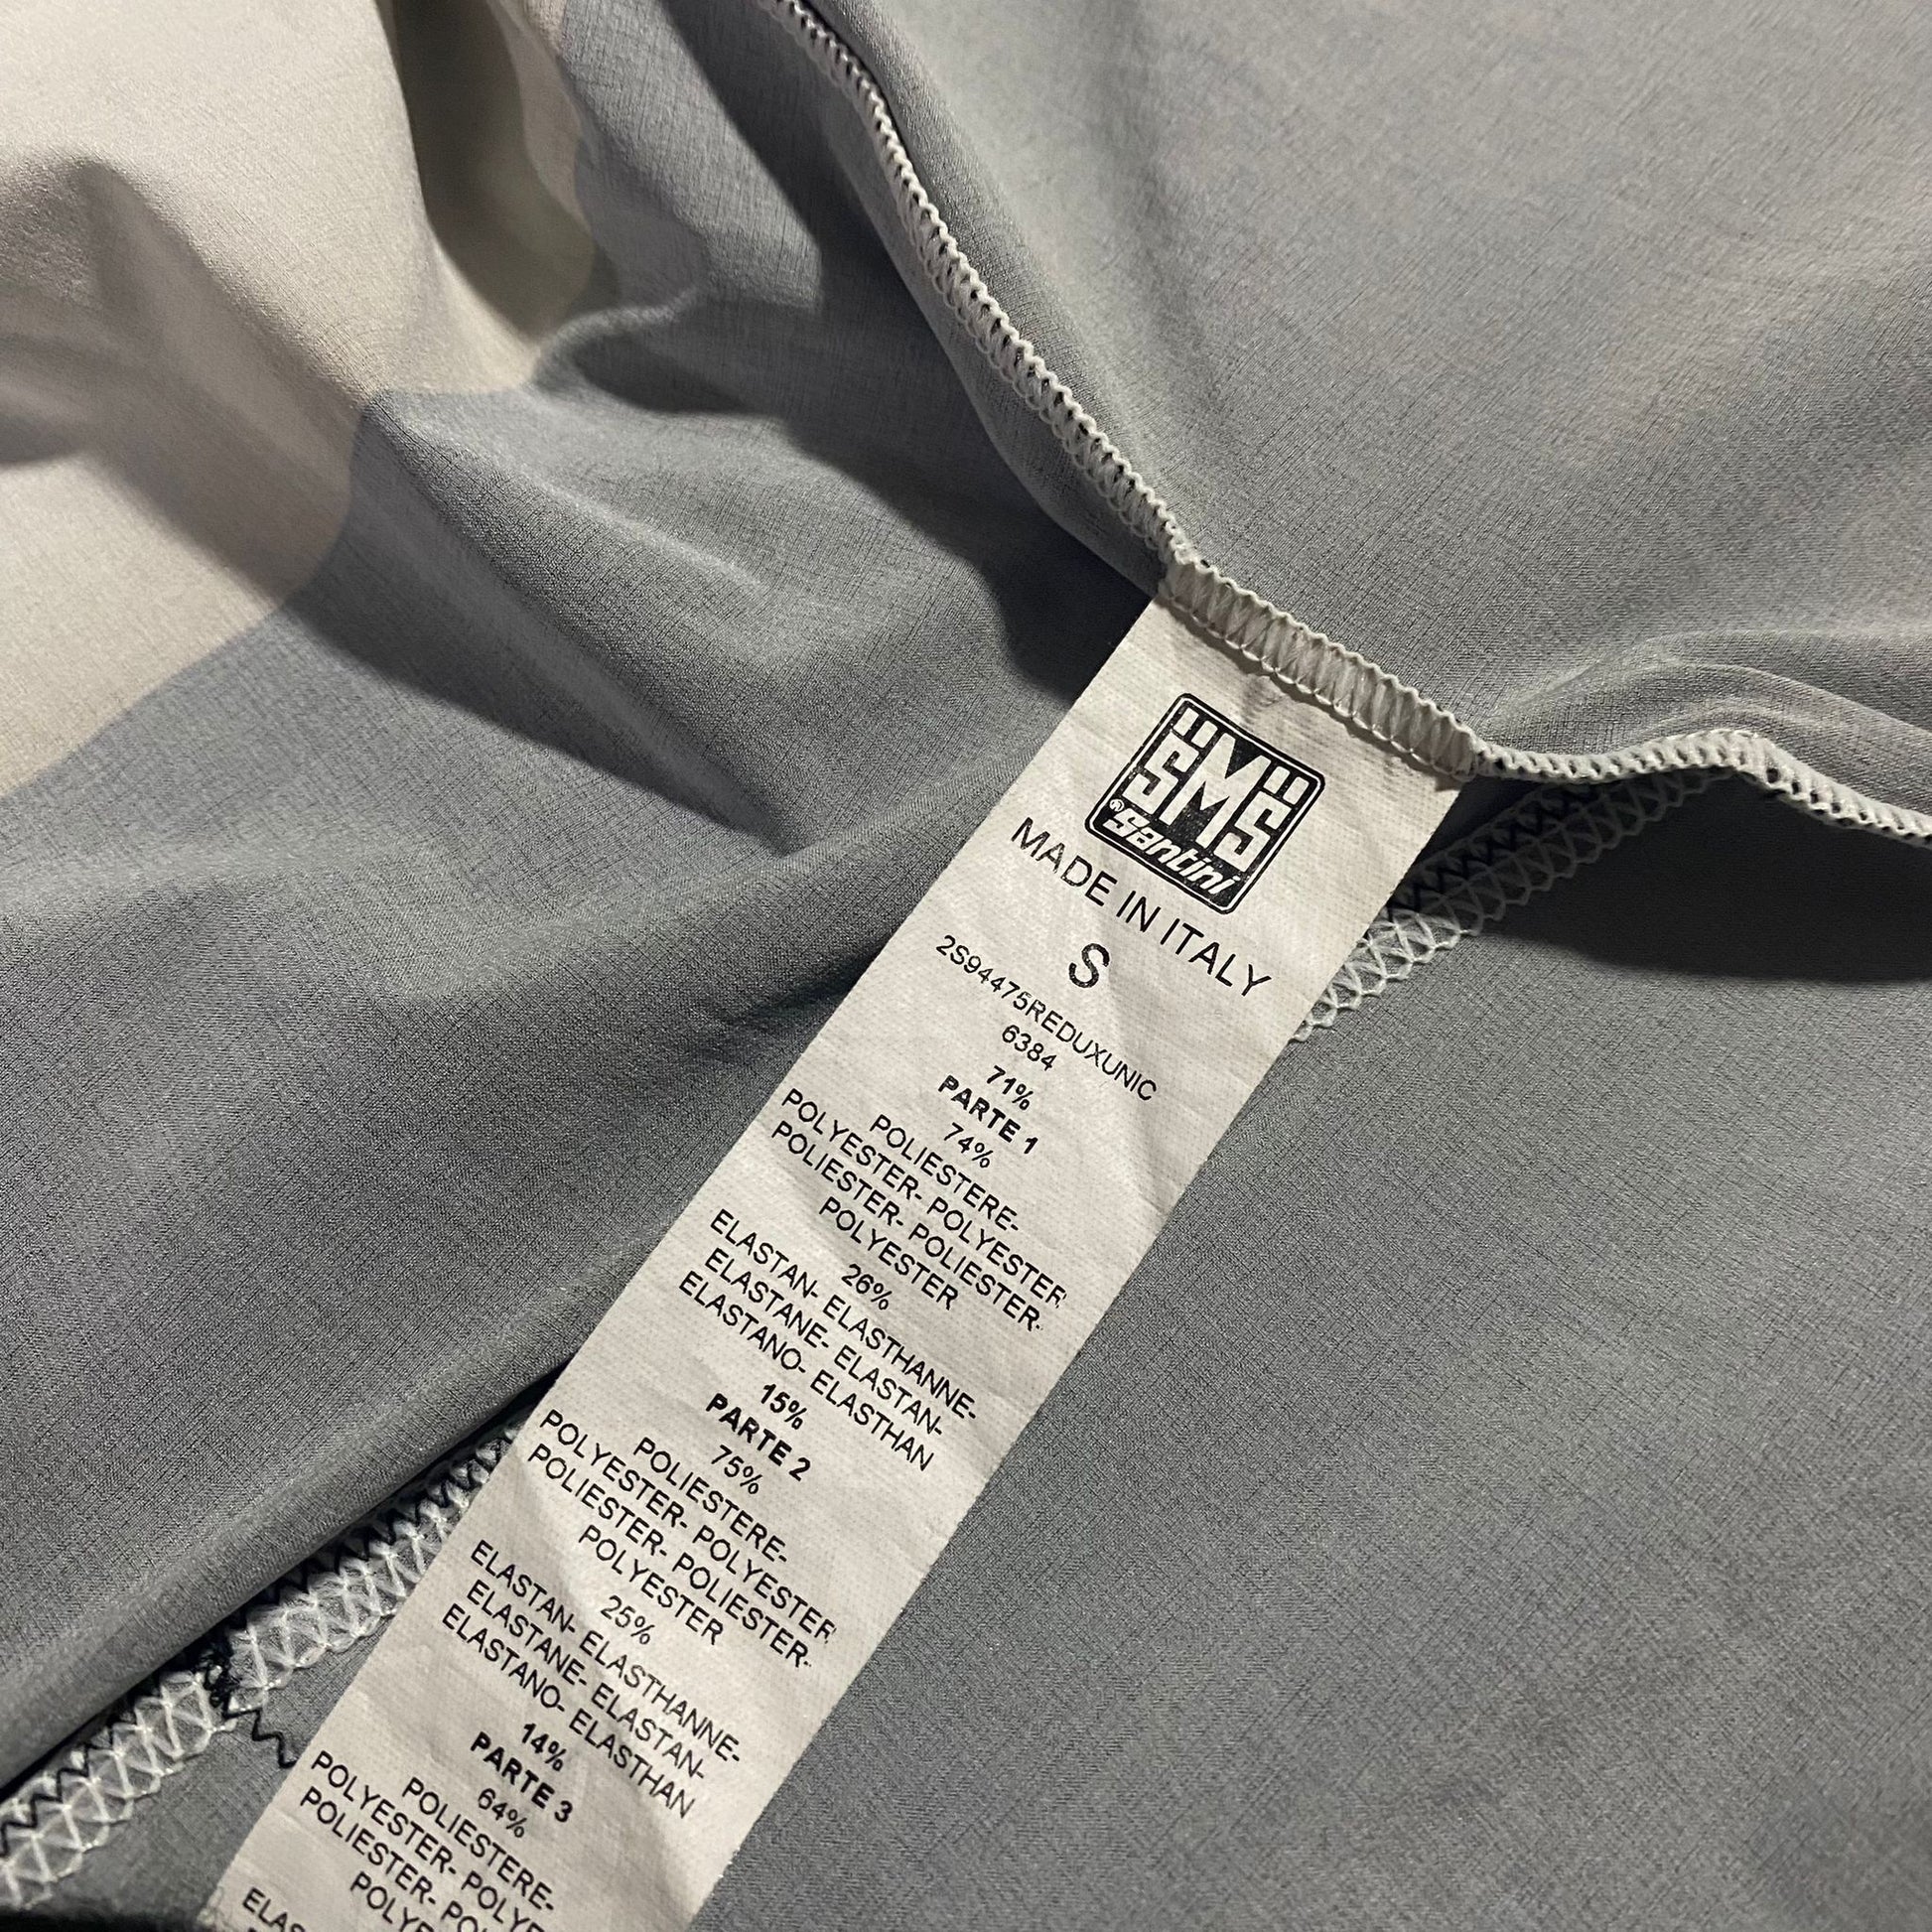 SMS
® Santini
MADE IN ITALY
S
2S94475REDUXUNIC
6384
71%
PARTE 1
74%
POLIESTERE-
POLYESTER- POLYESTER
POLIESTER- POLIESTER-
POLYESTER
26%
ELASTAN- ELASTHANNE-
ELASTANE- ELASTAN-
ELASTANO- ELASTHAN
15%
PARTE 2
75%
POLIESTERE-
POLYESTER- POLYESTER
POLIESTER- POLIESTER-
POLYESTER
25%
ELASTAN- ELASTHANNE-
ELASTANE- ELASTAN-
ELASTANO- ELASTHAN
14%
PARTE 3
64%
POLIESTERE-
POLYESTER-
POLIESTER-